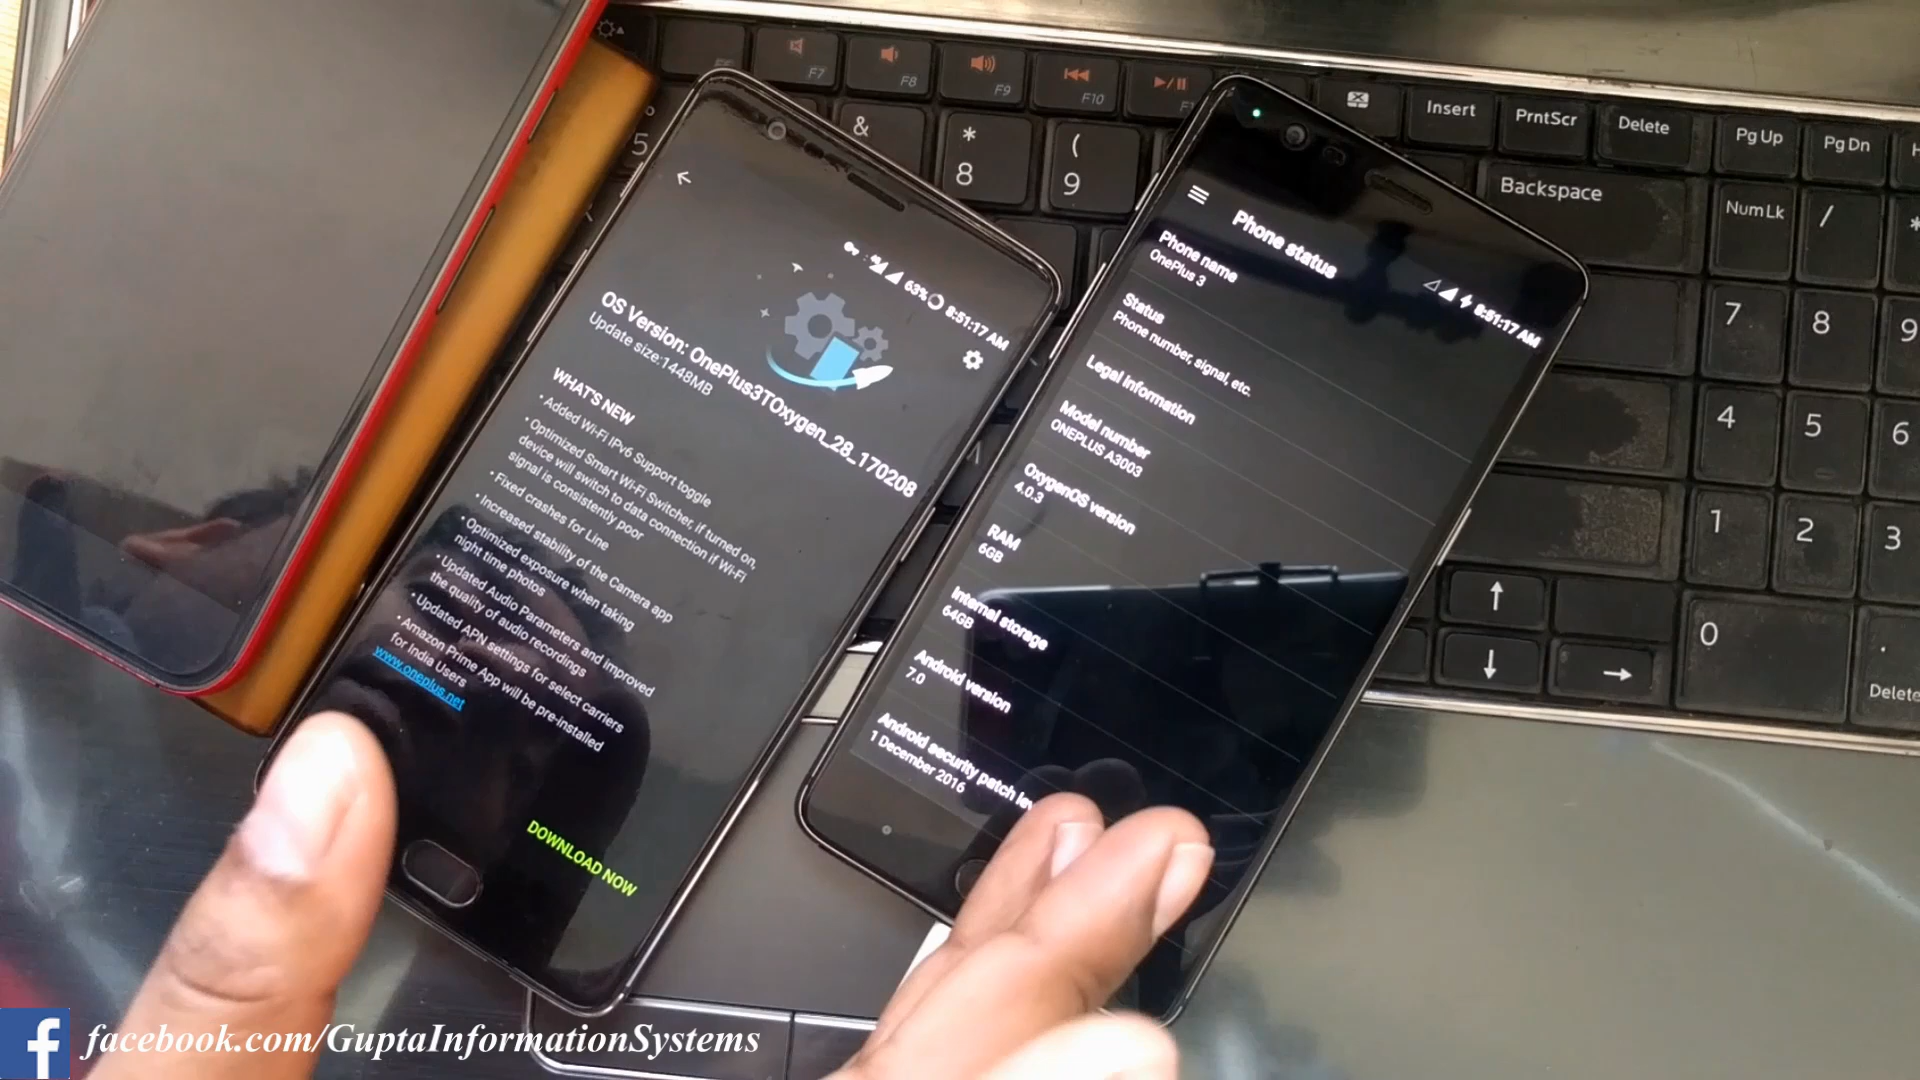 63% 8:51:17 AM
OS Version: OnePlus3TOxygen_28_170208
Update size:1448MB
WHAT'S NEW
• Added Wi-Fi IPv6 Support toggle
• Optimized Smart Wi-Fi Switcher, if turned on,
device will switch to data connection if Wi-Fi
signal is consistently poor
• Fixed crashes for Line
• Increased stability of the Camera app
• Optimized exposure when taking
night time photos
• Updated Audio Parameters and improved
the quality of audio recordings
• Updated APN settings for select carriers
• Amazon Prime App will be pre-installed
for India Users
www.oneplus.net
DOWNLOAD NOW
8:51:17 AM
Phone status
Phone name
OnePlus 3
Status
Phone number, signal, etc.
Legal information
Model number
ONEPLUS A3003
OxygenOS version
4.0.3
RAM
6GB
Internal storage
64GB
Android version
7.0
Android security patch
1 December 2016
F7
F8
F9
F10
Insert
PrntScr
Delete
Pg Up
Pg Dn
5
&
*
8
(
9
Backspace
NumLk
/
*
7
8
9
4
5
6
1
2
3
0
.
Delete
f facebook.com/GuptaInformationSystems